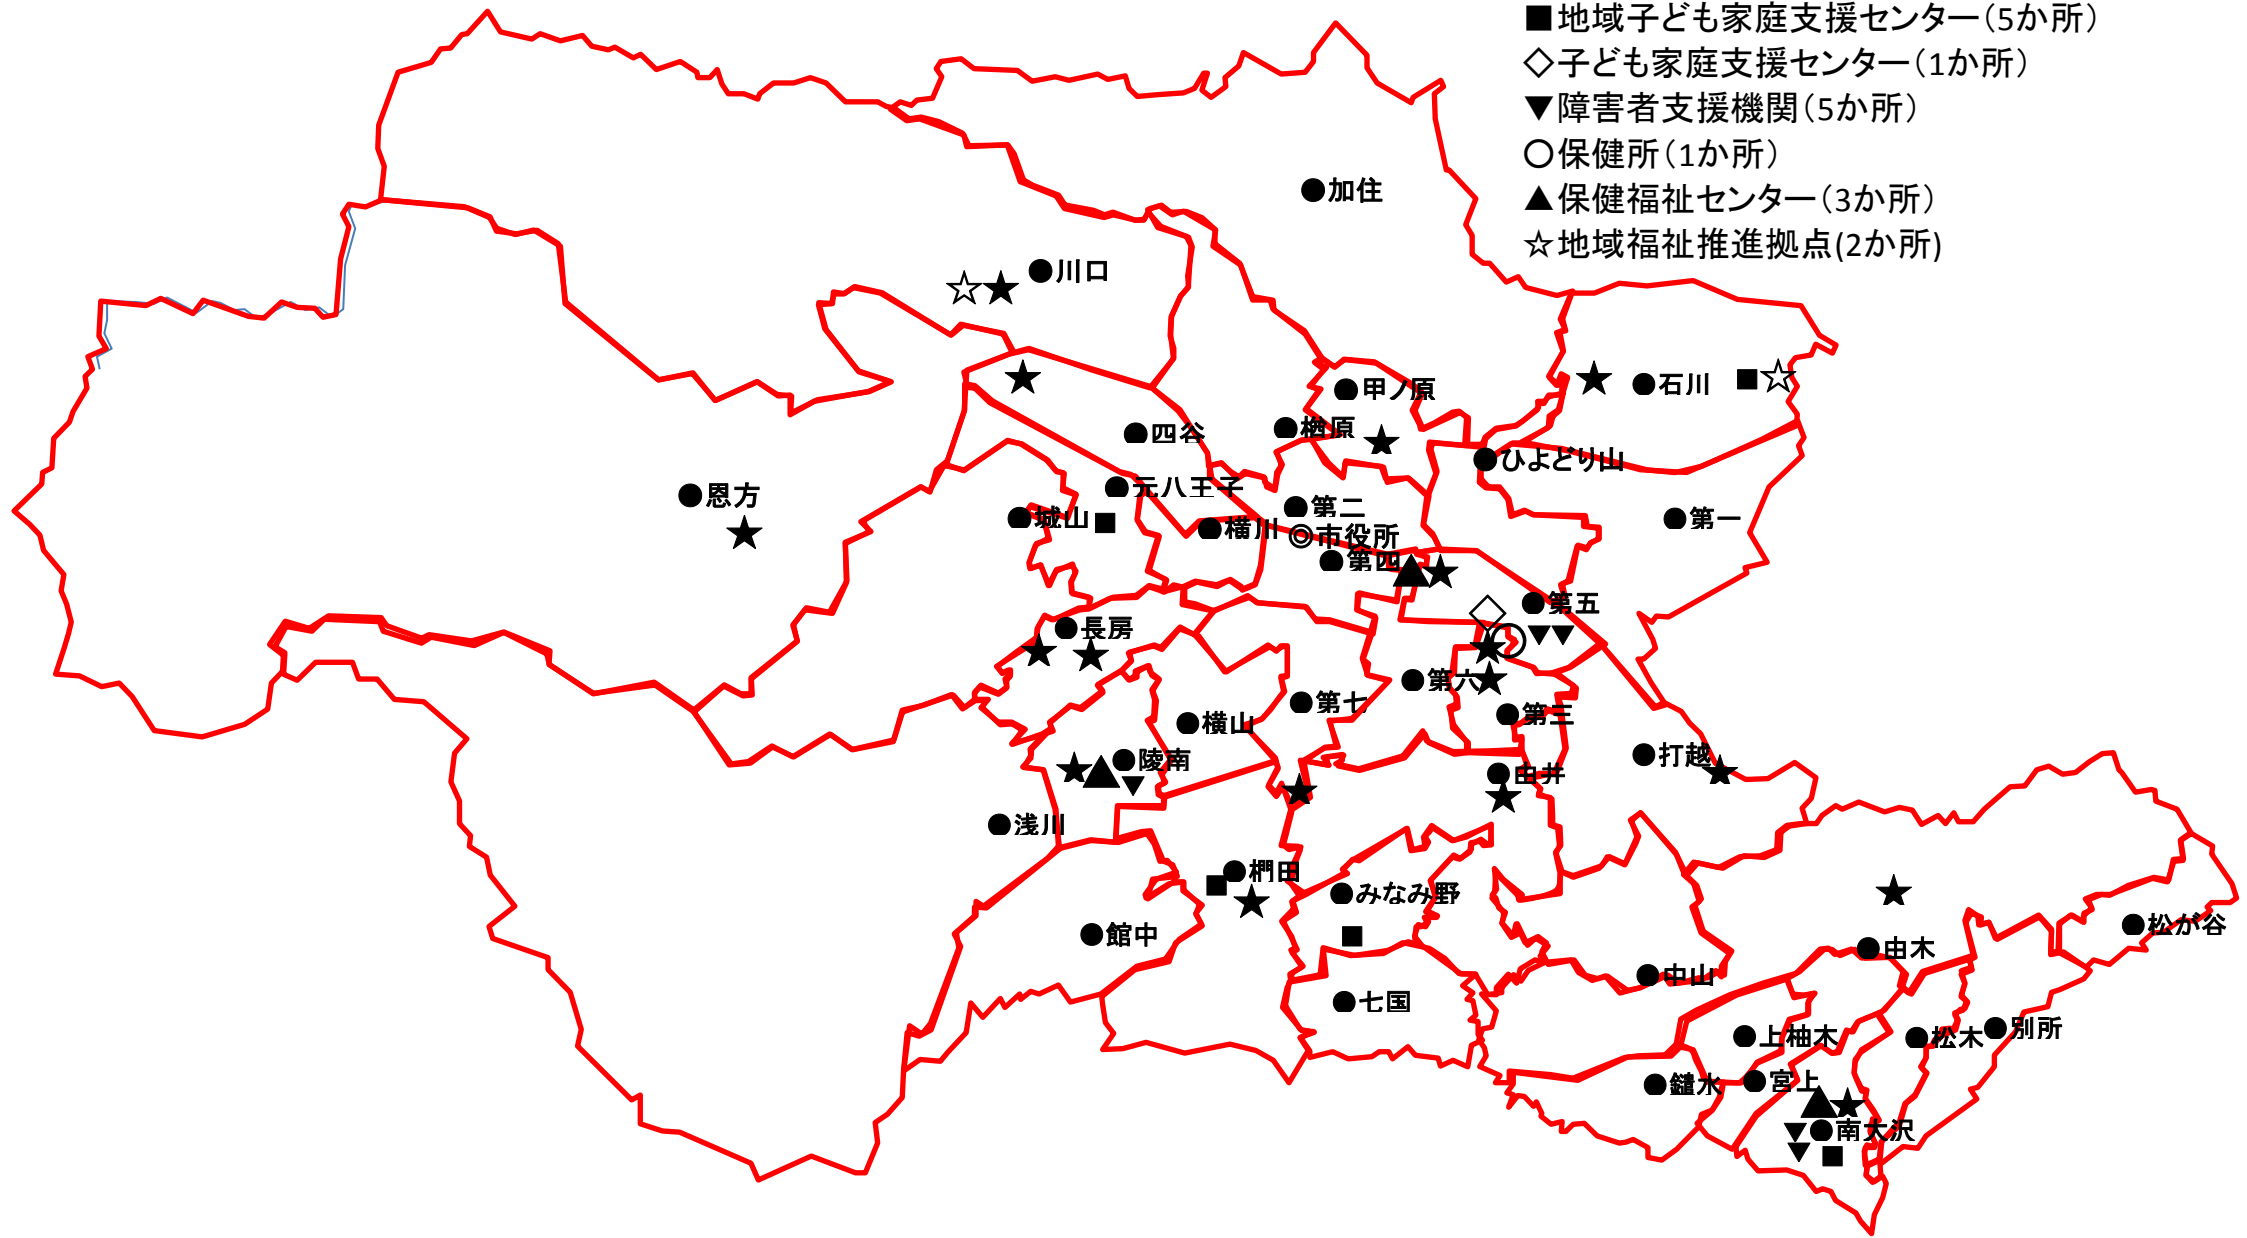 ■地域子ども家庭支援センター（5か所）
◇子ども家庭支援センター（1か所）
▼障害者支援機関（5か所）
○保健所（1か所）
▲保健福祉センター（3か所）
☆地域福祉推進拠点(2か所)
●加住
●川口
●石川
●甲ノ原
●楢原
●四谷
●ひよどり山
●元八王子
●恩方
●城山
●第二
●横川
◎市役所
●第一
●第四
●第五
●長房
●第六
●第七
●第三
●横山
●陵南
●打越
●由井
●浅川
●椚田
●みなみ野
●館中
●松が谷
●由木
●中山
●七国
●上柚木
●松木
●別所
●鑓水
●宮上
●南大沢